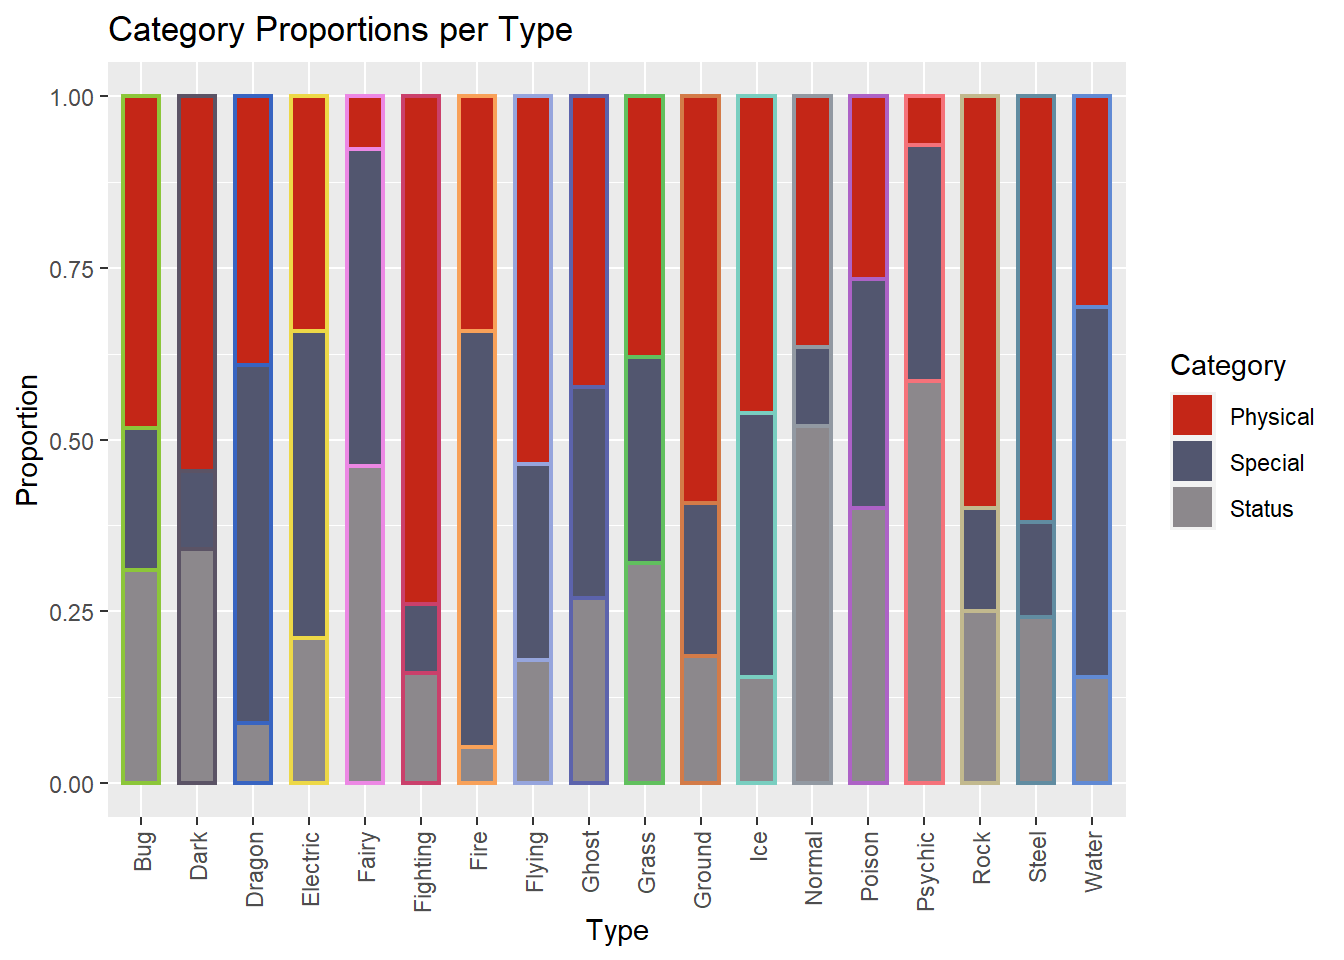 Category Proportions per Type
1.00
0.75
0.50
0.25
0.00
Proportion
Bug
Dark
Dragon
Electric
Fairy
Fighting
Fire
Flying
Ghost
Grass
Ground
Ice
Normal
Poison
Psychic
Rock
Steel
Water
Type
Category
Physical
Special
Status